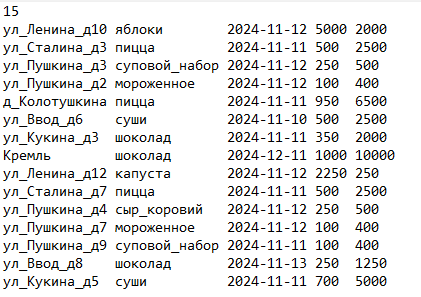 15
ул_Ленина_д10 яблоки 2024-11-12 5000 2000
ул_Сталина_д3 пицца 2024-11-11 500 2500
ул_Пушкина_д3 суповой_набор 2024-11-12 250 500
ул_Пушкина_д2 мороженное 2024-11-12 100 400
д_Колотушкина пицца 2024-11-11 950 6500
ул_Ввод_д6 суши 2024-11-10 500 2500
ул_Кукина_д3 шоколад 2024-11-11 350 2000
Кремль шоколад 2024-12-11 1000 10000
ул_Ленина_д12 капуста 2024-11-12 2250 250
ул_Сталина_д7 пицца 2024-11-11 500 2500
ул_Пушкина_д4 сыр_коровий 2024-11-12 250 500
ул_Пушкина_д7 мороженное 2024-11-12 100 400
ул_Пушкина_д9 суповой_набор 2024-11-11 100 400
ул_Ввод_д8 шоколад 2024-11-13 250 1250
ул_Кукина_д5 суши 2024-11-11 700 5000